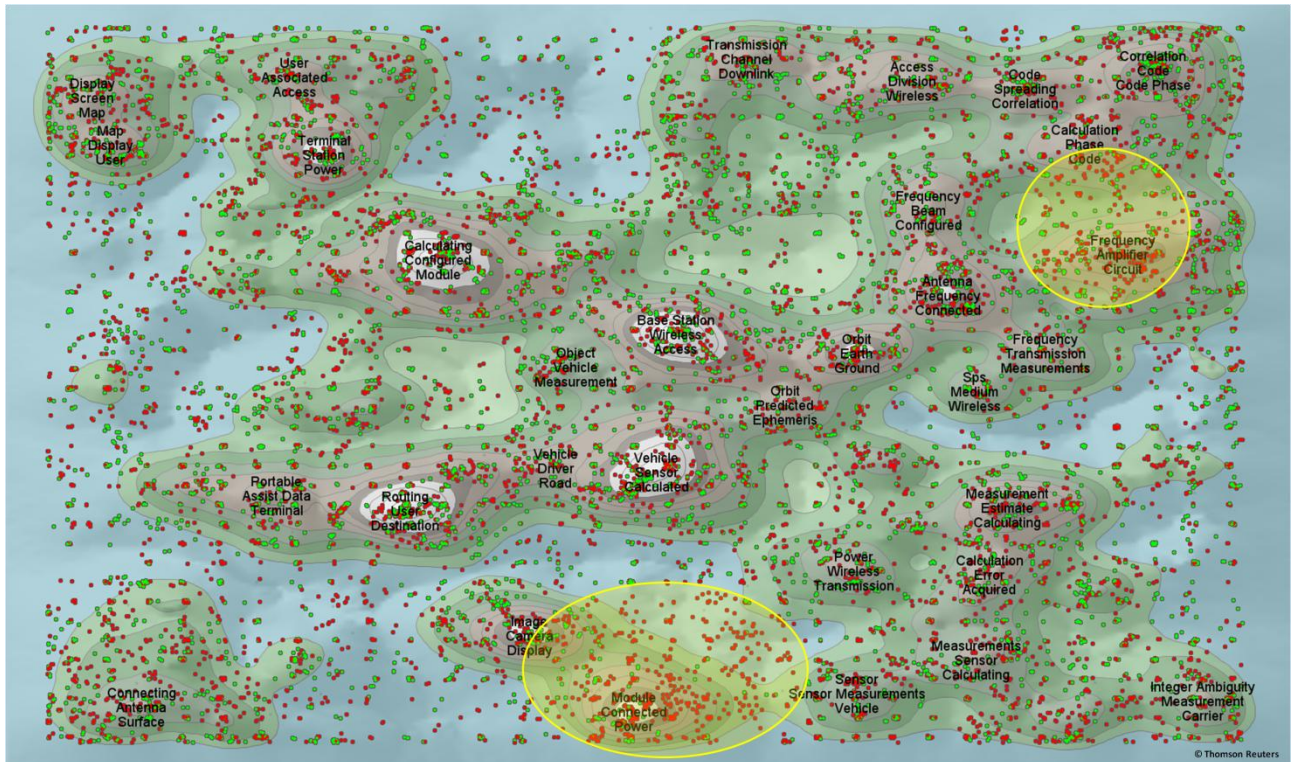 Transmission
Channel
Downlink
User
Associated
Access
Access
Division
Wireless
Code
Spreading
Correlation
Correlation
Code
Code Phase
Display
Screen
Map
Map
Display
User
Terminal
Station
Power
Calculation
Phase
Code
Frequency
Beam
Configured
Calculating
Configured
Module
Frequency
Amplifier
Circuit
Antenna
Frequency
Connected
Base Station
Wireless
Access
Orbit
Earth
Ground
Frequency
Transmission
Measurements
Object
Vehicle
Measurement
Sps
Medium
Wireless
Orbit
Predicted
Ephemeris
Vehicle
Driver
Road
Vehicle
Sensor
Calculated
Portable
Assist Data
Terminal
Routing
User
Destination
Measurement
Estimate
Calculating
Power
Wireless
Transmission
Calculation
Error
Acquired
Image
Camera
Display
Measurements
Sensor
Calculating
Connecting
Antenna
Surface
Module
Connected
Power
Sensor
Sensor Measurements
Vehicle
Integer Ambiguity
Measurement
Carrier
© Thomson Reuters